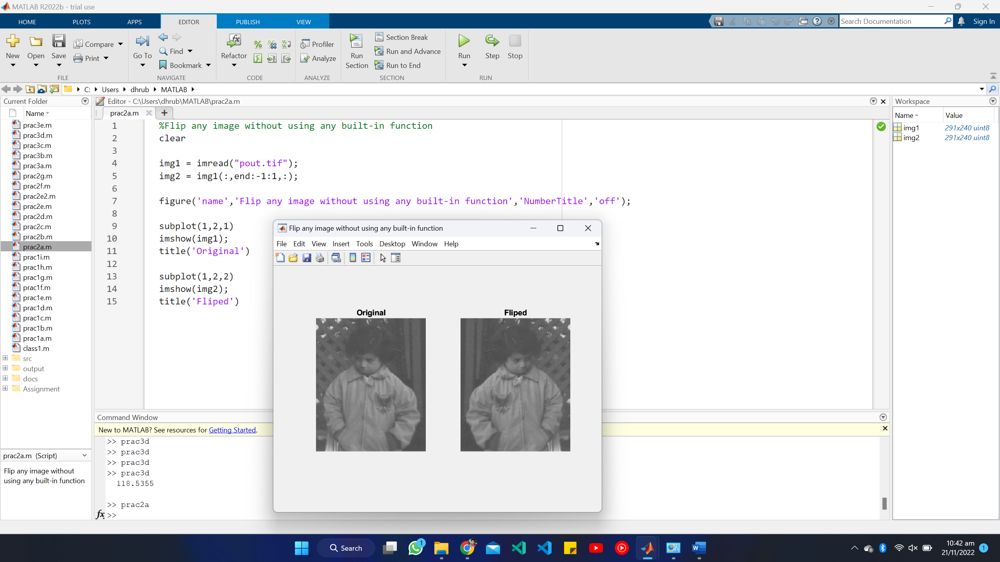 MATLAB R2022b - trial use
HOME PLOTS APPS EDITOR PUBLISH VIEW Search Documentation Sign In
New Open Save Compare Print FILE
Go To Find Bookmark NAVIGATE
Refactor CODE
Profiler Analyze ANALYZE
Run Section Section Break Run and Advance Run to End SECTION
Run Step Stop RUN
C: Users dhrub MATLAB
Current Folder
Name
prac3e.m
prac3d.m
prac3c.m
prac3b.m
prac3a.m
prac2g.m
prac2f.m
prac2e2.m
prac2e.m
prac2d.m
prac2c.m
prac2b.m
prac2a.m
prac1i.m
prac1h.m
prac1g.m
prac1f.m
prac1e.m
prac1d.m
prac1c.m
prac1b.m
prac1a.m
class1.m
src
output
docs
Assignment
prac2a.m (Script)
Flip any image without
using any built-in function
Editor - C:\Users\dhrub\MATLAB\prac2a.m
prac2a.m
1 %Flip any image without using any built-in function
2 clear
3
4 img1 = imread("pout.tif");
5 img2 = img1(:,end:-1:1,:);
6
7 figure('name','Flip any image without using any built-in function','NumberTitle','off');
8
9 subplot(1,2,1)
10 imshow(img1);
11 title('Original')
12
13 subplot(1,2,2)
14 imshow(img2);
15 title('Fliped')
Flip any image without using any built-in function
File Edit View Insert Tools Desktop Window Help
Original Fliped
Command Window
New to MATLAB? See resources for Getting Started.
>> prac3d
>> prac3d
>> prac3d
>> prac3d
118.5355
>> prac2a
fx >>
Workspace
Name Value
img1 291x240 uint8
img2 291x240 uint8
Search
1
10:42 am
21/11/2022
1